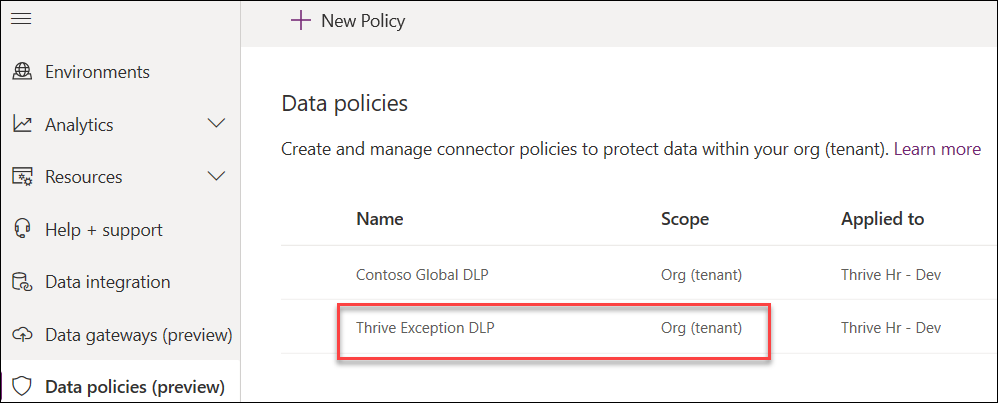 New Policy
Environments
Analytics
Resources
Help + support
Data integration
Data gateways (preview)
Data policies (preview)
Data policies
Create and manage connector policies to protect data within your org (tenant). Learn more
Name Scope Applied to
Contoso Global DLP Org (tenant) Thrive Hr - Dev
Thrive Exception DLP Org (tenant) Thrive Hr - Dev